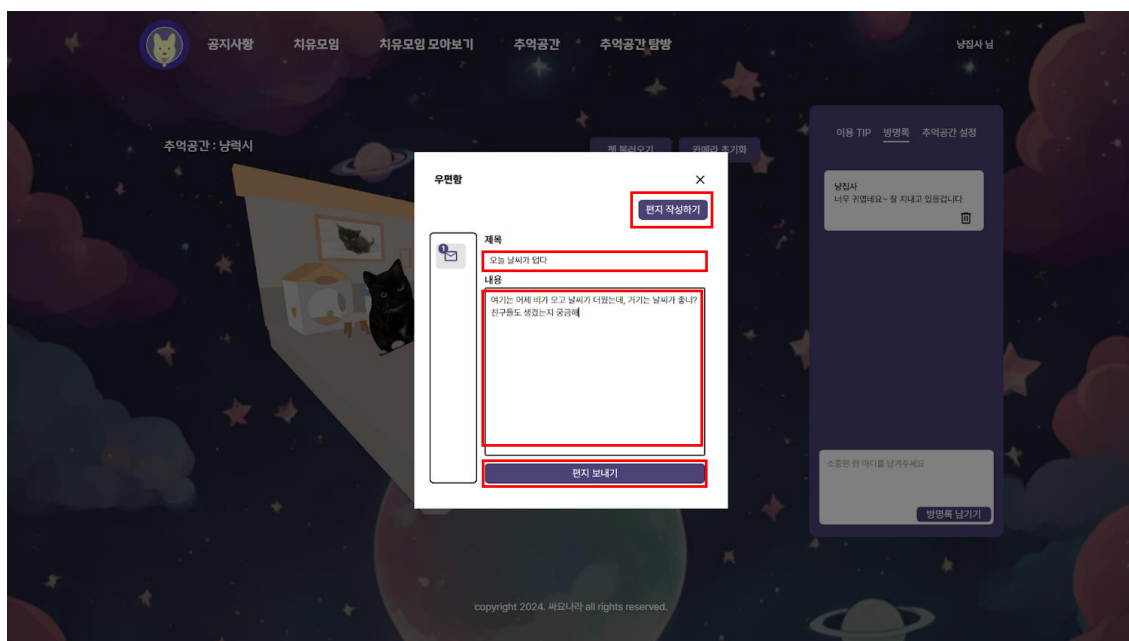 공지사항 치유모임 치유모임 모아보기 추억공간 추억공간 탐방 냥집사 님
추억공간 : 냥럭시
펫 불러오기 카메라 초기화
이용 TIP 방명록 추억공간 설정
냥집사
너무 귀엽네요~ 잘 지내고 있을겁니다
우편함
편지 작성하기
1
제목
오늘 날씨가 덥다
내용
여기는 어제 비가 오고 날씨가 더웠는데, 거기는 날씨가 좋니?
친구들도 생겼는지 궁금해
편지 보내기
소중한 한 마디를 남겨주세요
방명록 남기기
copyright 2024. 싸요나라 all rights reserved.